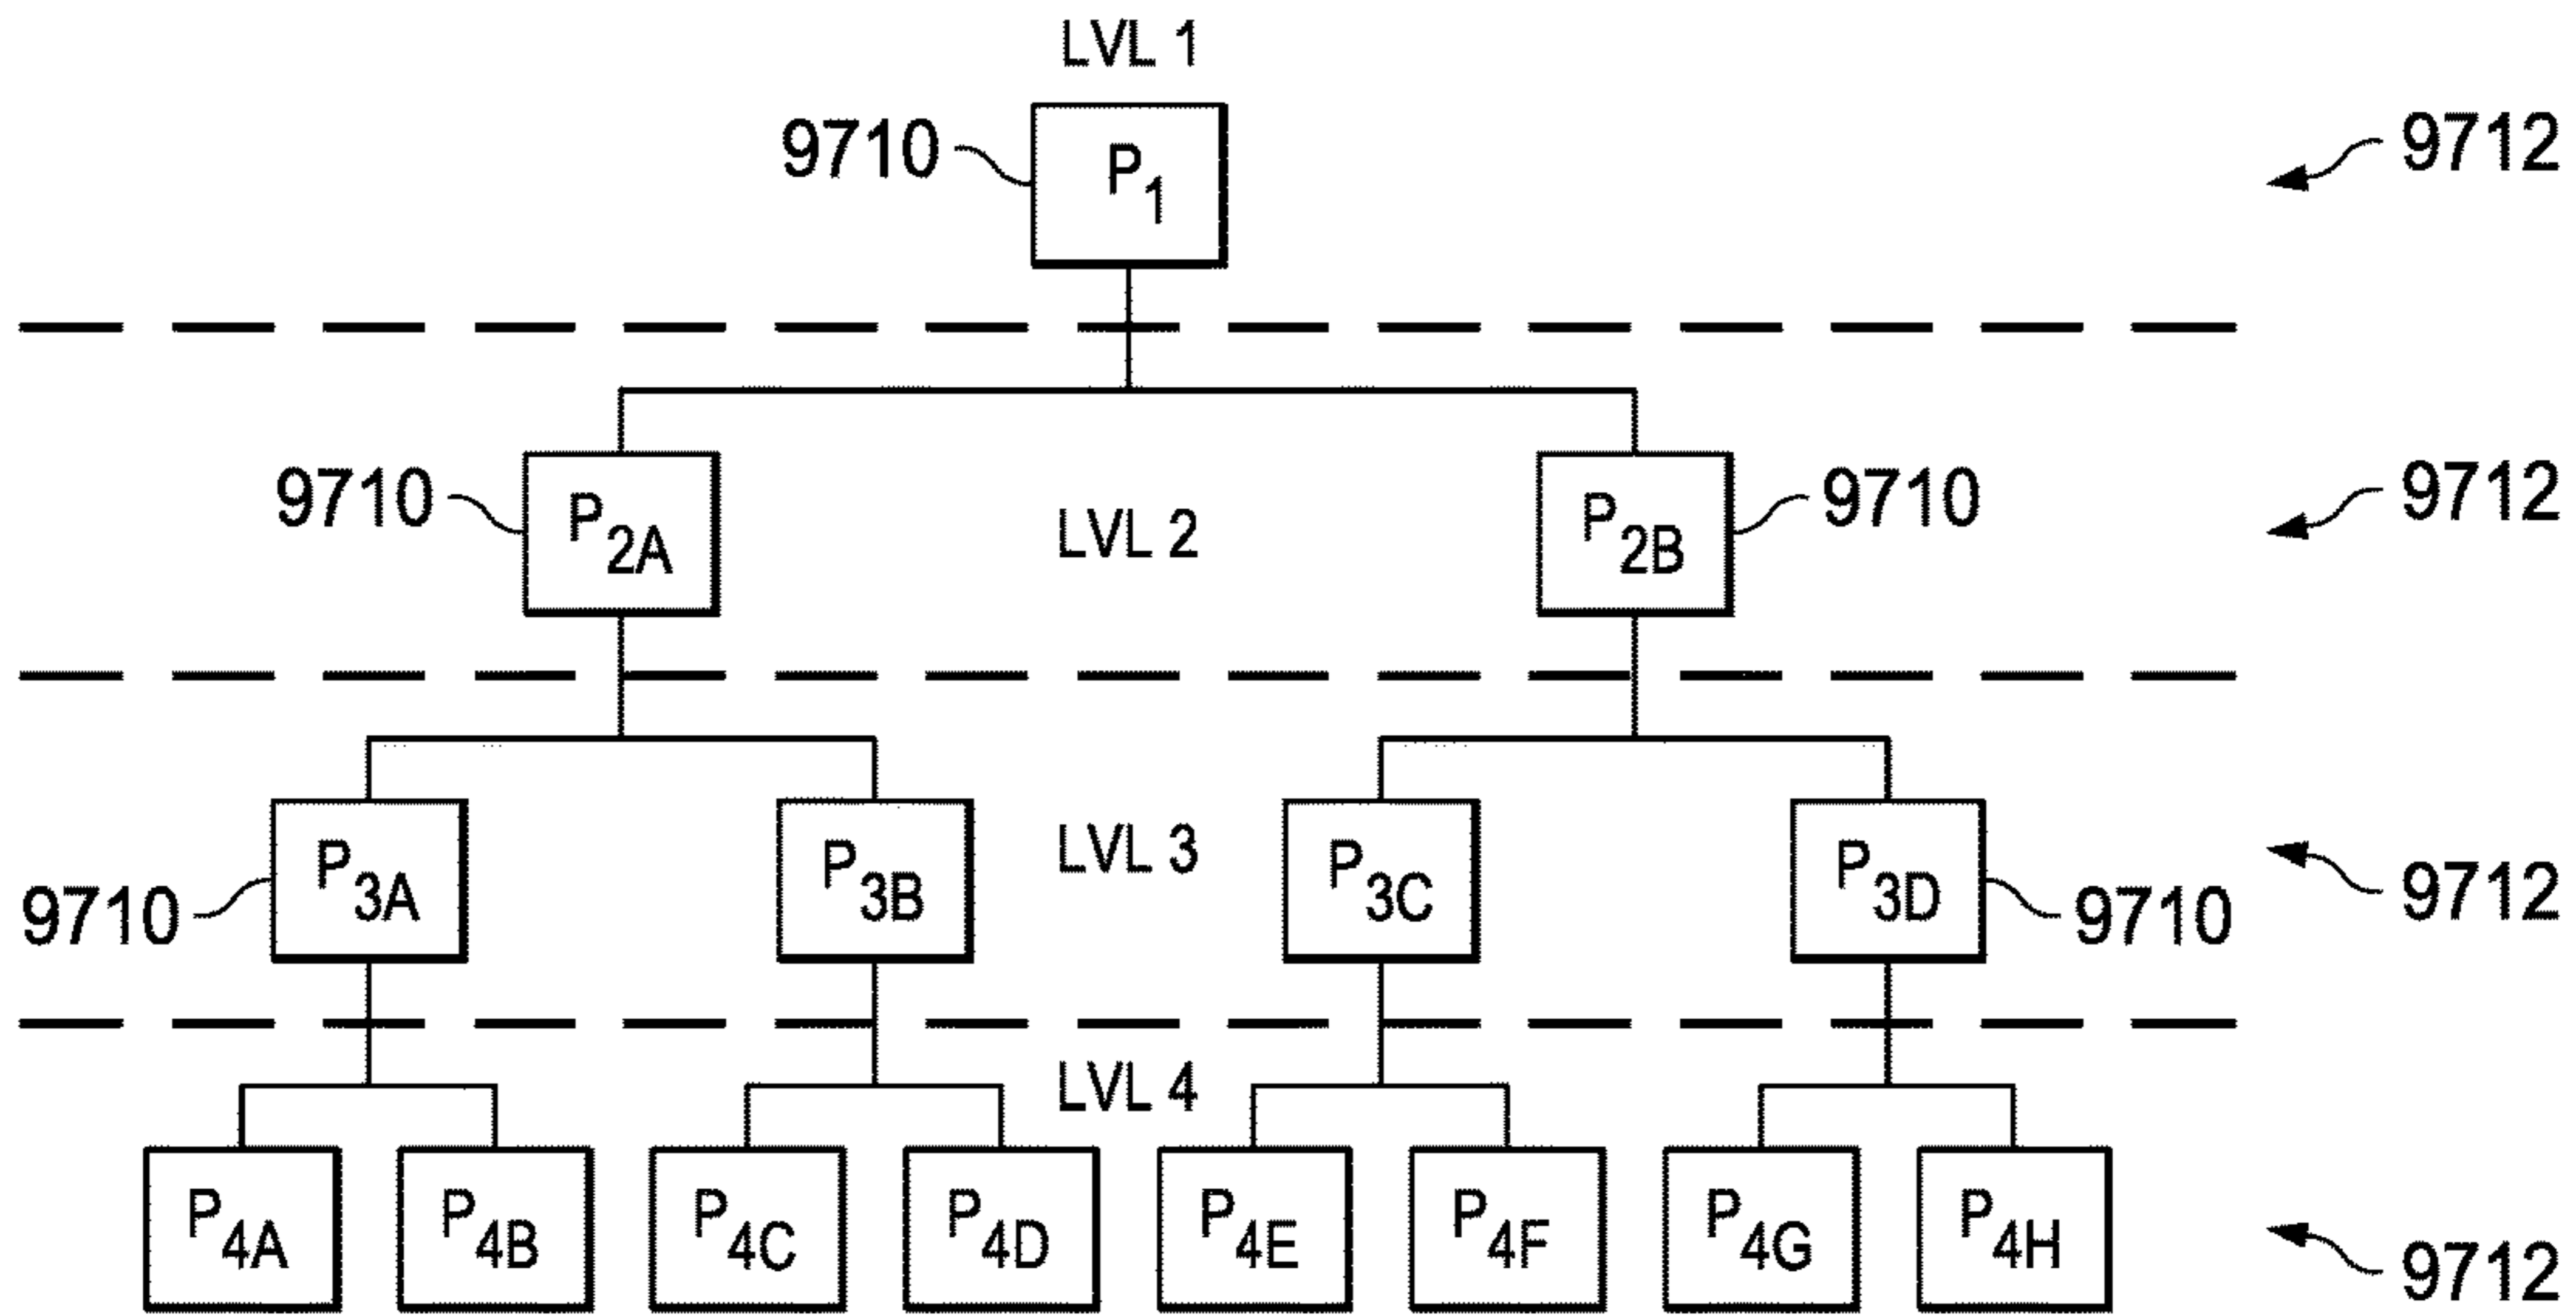 LVL 1
9710 P1 9712
9710 P2A LVL 2 P2B 9710 9712
P3A P3B LVL 3 P3C P3D
9710 9710 9712
LVL 4
P4A P4B P4C P4D P4E P4F P4G P4H
9712